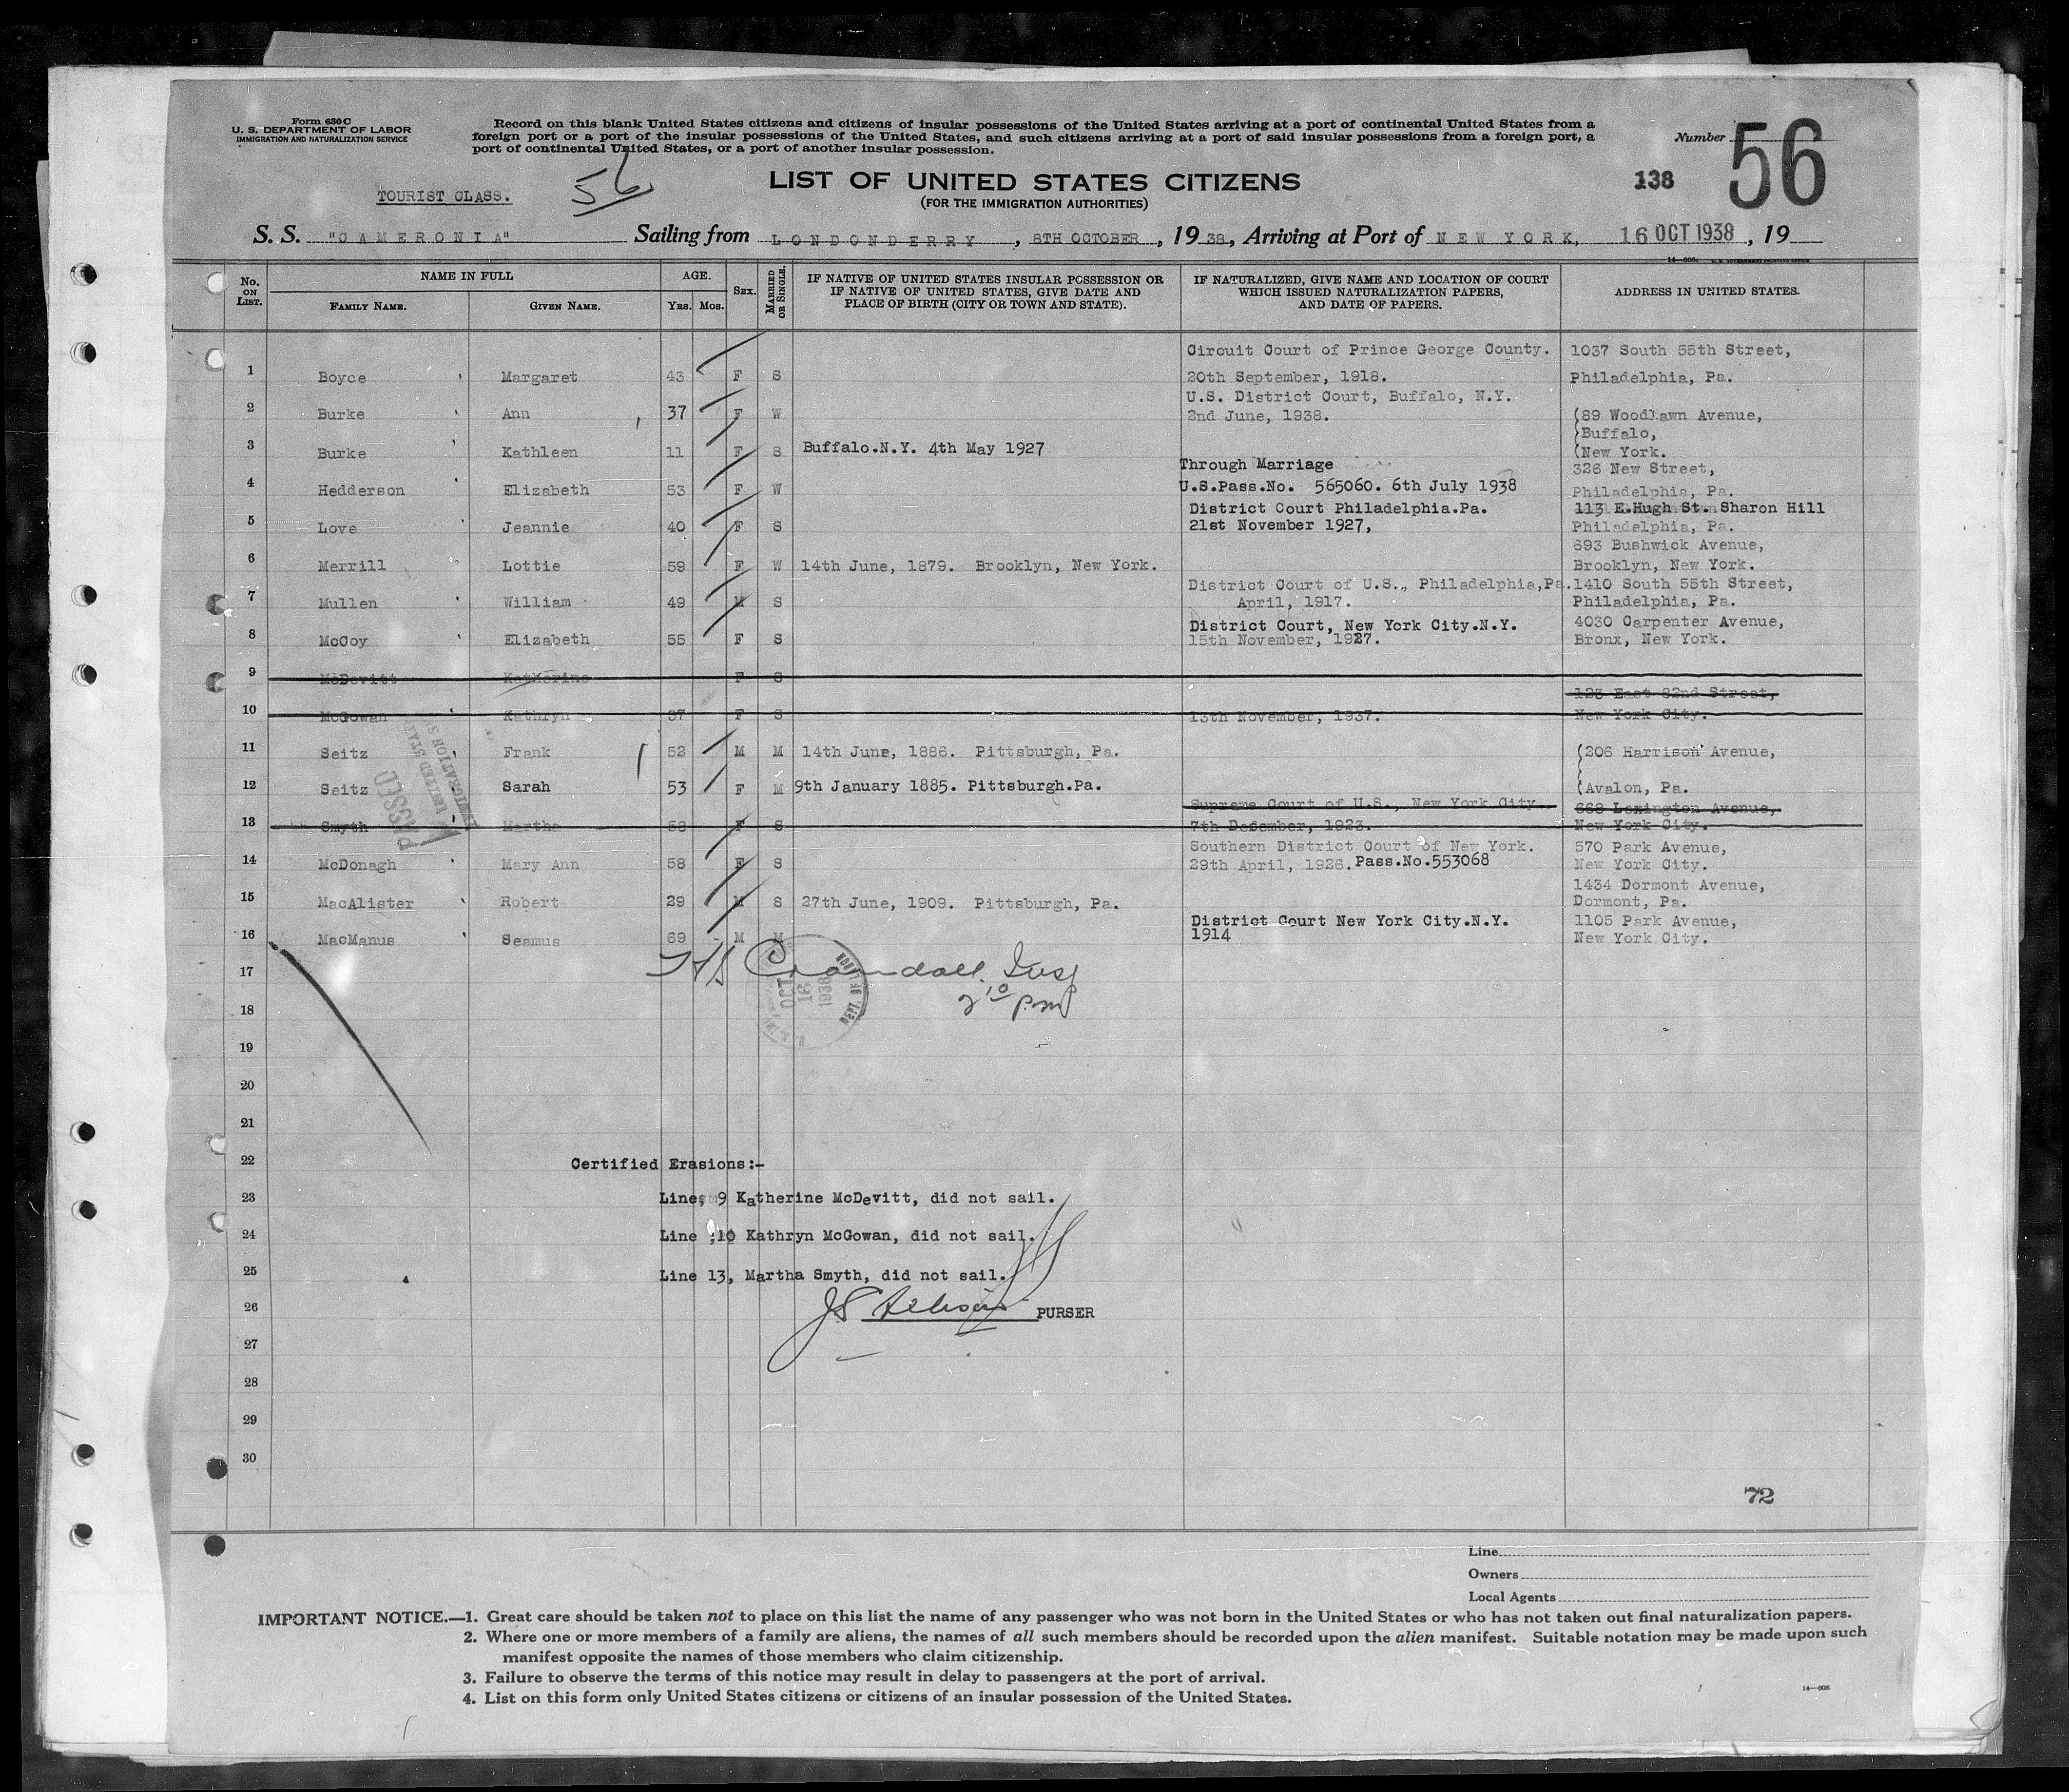 Form 630 C
U. S. DEPARTMENT OF LABOR
IMMIGRATION AND NATURALIZATION SERVICE
Record on this blank United States citizens and citizens of insular possessions of the United States arriving at a port of continental United States from a
foreign port or a port of the insular possessions of the United States, and such citizens arriving at a port of said insular possessions from a foreign port, a
port of continental United States, or a port of another insular possession.
Number 56
138
TOURIST CLASS.
56
LIST OF UNITED STATES CITIZENS
(FOR THE IMMIGRATION AUTHORITIES)
S. S. "CAMERONIA" Sailing from LONDONDERRY, 8TH OCTOBER, 1938, Arriving at Port of NEW YORK, 16 OCT 1938, 19
No. ON LIST. NAME IN FULL AGE. SEX. MARRIED OR SINGLE. IF NATIVE OF UNITED STATES INSULAR POSSESSION OR IF NATIVE OF UNITED STATES, GIVE DATE AND PLACE OF BIRTH (CITY OR TOWN AND STATE). IF NATURALIZED, GIVE NAME AND LOCATION OF COURT WHICH ISSUED NATURALIZATION PAPERS, AND DATE OF PAPERS. ADDRESS IN UNITED STATES.
FAMILY NAME. GIVEN NAME. Yrs. Mos.
Circuit Court of Prince George County. 1037 South 55th Street,
1 Boyce Margaret 43 F S 20th September, 1918. Philadelphia, Pa.
U.S. District Court, Buffalo, N.Y.
2 Burke Ann 37 F W 2nd June, 1938. (89 Woodlawn Avenue,
(Buffalo,
3 Burke Kathleen 11 F S Buffalo.N.Y. 4th May 1927 (New York.
Through Marriage 326 New Street,
4 Hedderson Elizabeth 53 F W U.S.Pass.No. 565060. 6th July 1938 Philadelphia, Pa.
District Court Philadelphia.Pa. 113 E.Hugh St. Sharon Hill
5 Love Jeannie 40 F S 21st November 1927, Philadelphia, Pa.
693 Bushwick Avenue,
6 Merrill Lottie 59 F W 14th June, 1879. Brooklyn, New York. Brooklyn, New York.
District Court of U.S., Philadelphia,Pa. 1410 South 55th Street,
7 Mullen William 49 M S April, 1917. Philadelphia, Pa.
District Court, New York City.N.Y. 4030 Carpenter Avenue,
8 McCoy Elizabeth 55 F S 15th November, 1927. Bronx, New York.
9 McDevitt Katherine F S
123 East 82nd Street,
10 McGowan Kathryn 37 F S 13th November, 1937. New York City.
11 Seitz Frank 52 M M 14th June, 1886. Pittsburgh, Pa. (206 Harrison Avenue,
12 Seitz Sarah 53 F M 9th January 1885. Pittsburgh.Pa. (Avalon, Pa.
Supreme Court of U.S., New York City 668 Lexington Avenue,
13 Smyth Martha F S 7th December, 1923. New York City.
Southern District Court of New York. 570 Park Avenue,
14 McDonagh Mary Ann 58 F S 29th April, 1926. Pass.No.553068 New York City.
1434 Dormont Avenue,
15 MacAlister Robert 29 M S 27th June, 1909. Pittsburgh, Pa. Dormont, Pa.
District Court New York City.N.Y. 1105 Park Avenue,
16 MacManus Seamus 69 M M 1914 New York City.
PASSED
UNITED STATES
IMMIGRATION
17 Crandall Insp
2 10 pm
OCT
16
1938
NEW YORK
18
19
20
21
22 Certified Erasions:-
23 Line 9 Katherine McDevitt, did not sail.
24 Line 10 Kathryn McGowan, did not sail.
25 Line 13, Martha Smyth, did not sail.
26 PURSER
27
28
29
30
72
Line
Owners
Local Agents
IMPORTANT NOTICE.—1. Great care should be taken not to place on this list the name of any passenger who was not born in the United States or who has not taken out final naturalization papers.
2. Where one or more members of a family are aliens, the names of all such members should be recorded upon the alien manifest. Suitable notation may be made upon such
manifest opposite the names of those members who claim citizenship.
3. Failure to observe the terms of this notice may result in delay to passengers at the port of arrival.
4. List on this form only United States citizens or citizens of an insular possession of the United States.